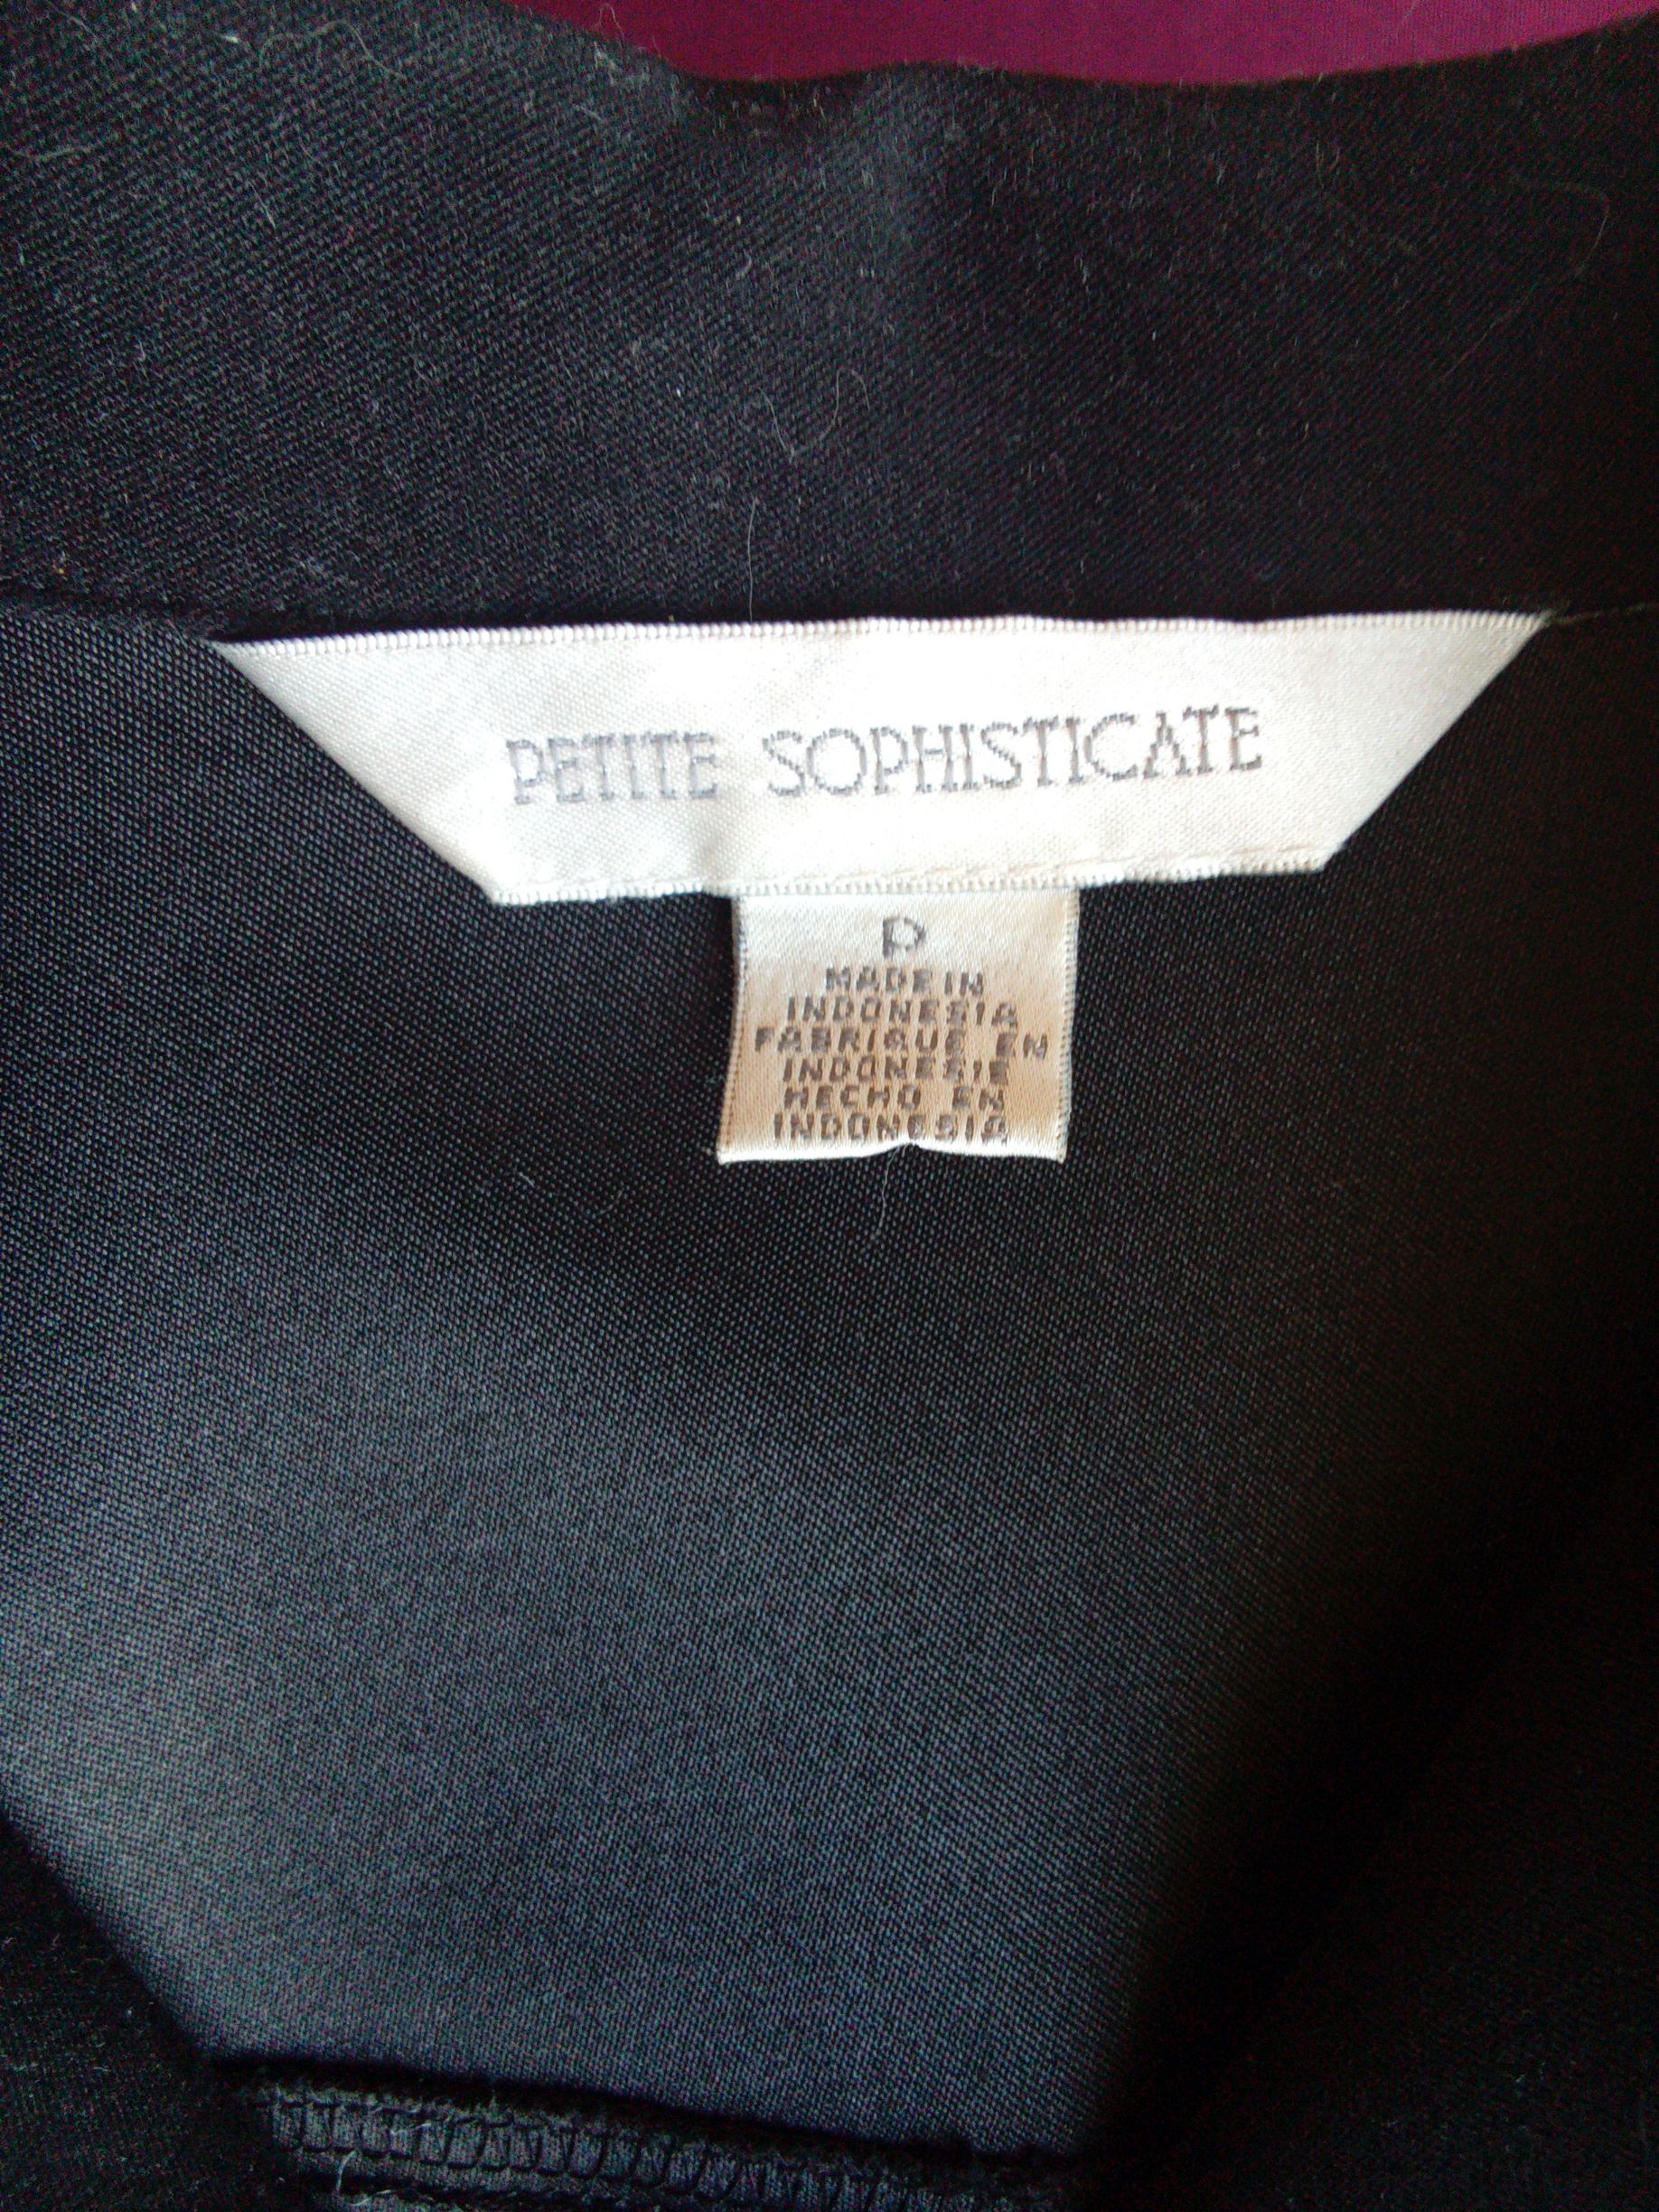 PETITE SOPHISTICATE
P
MADE IN
INDONESIA
FABRIQUE EN
INDONESIE
HECHO EN
INDONESIA